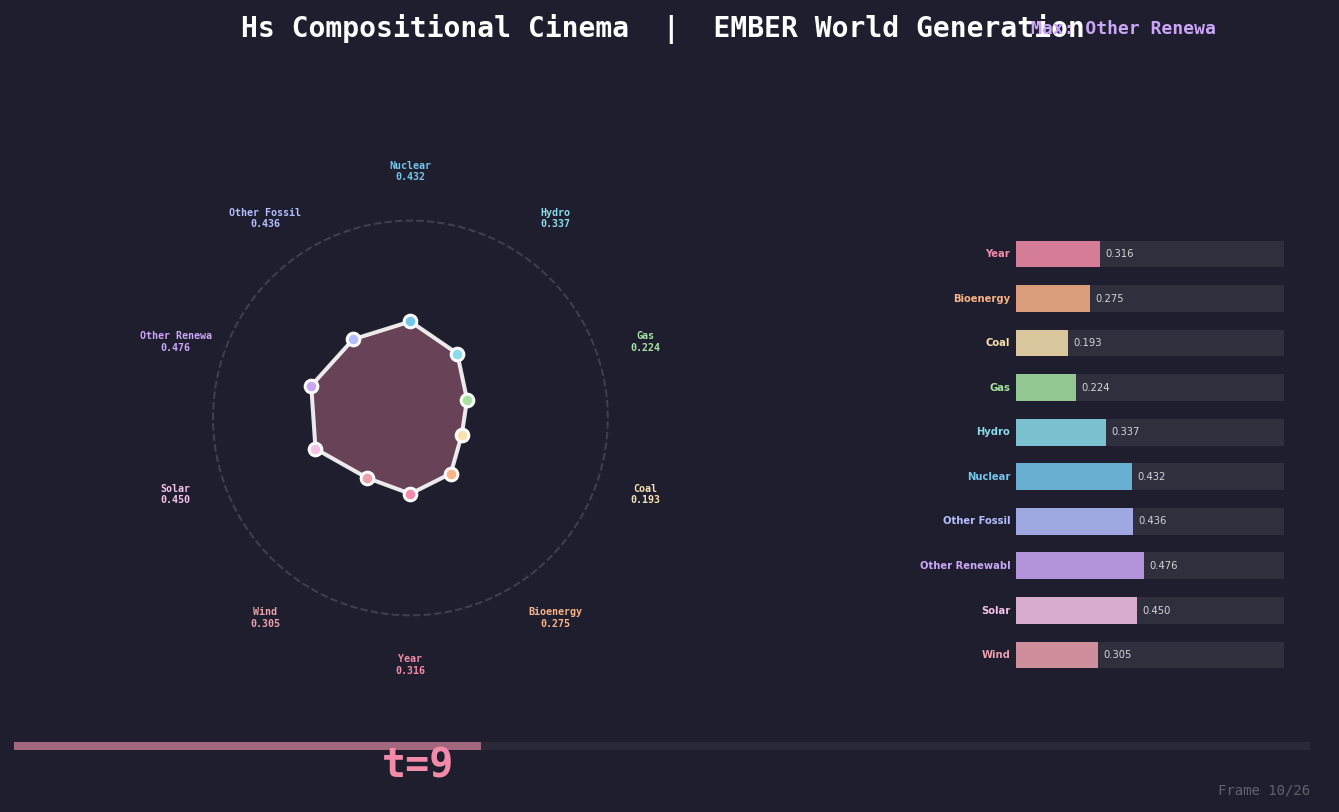 Hs Compositional Cinema | EMBER World Generation
Max: Other Renewa
Nuclear
0.432
Other Fossil
0.436
Hydro
0.337
Other Renewa
0.476
Gas
0.224
Solar
0.450
Coal
0.193
Wind
0.305
Bioenergy
0.275
Year
0.316
Year 0.316
Bioenergy 0.275
Coal 0.193
Gas 0.224
Hydro 0.337
Nuclear 0.432
Other Fossil 0.436
Other Renewabl 0.476
Solar 0.450
Wind 0.305
t=9
Frame 10/26